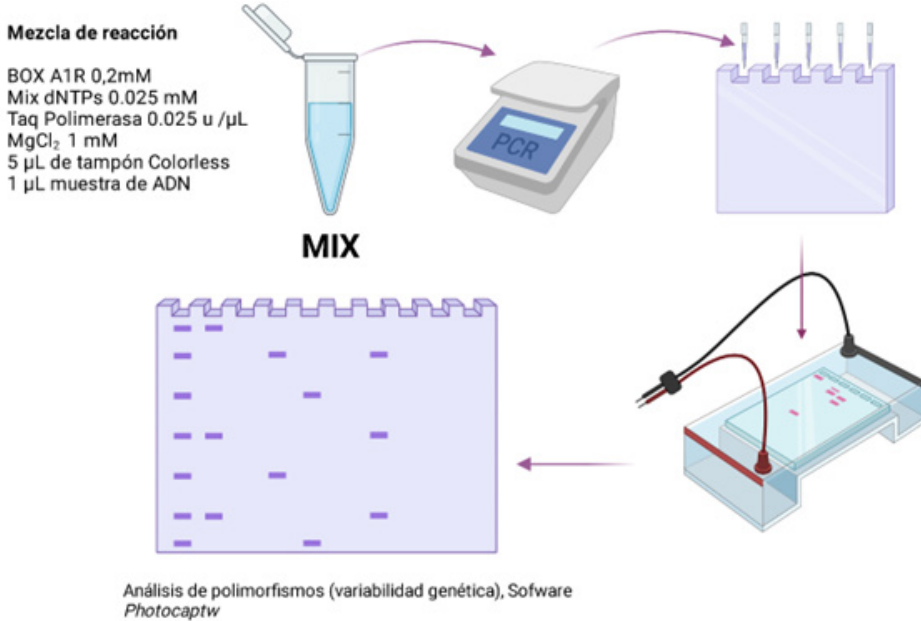 Mezcla de reacción
BOX A1R 0,2mM
Mix dNTPs 0.025 mM
Taq Polimerasa 0.025 u /µL
MgCl₂ 1 mM
5 µL de tampón Colorless
1 µL muestra de ADN
MIX
PCR
Análisis de polimorfismos (variabilidad genética), Sofware
Photocaptw